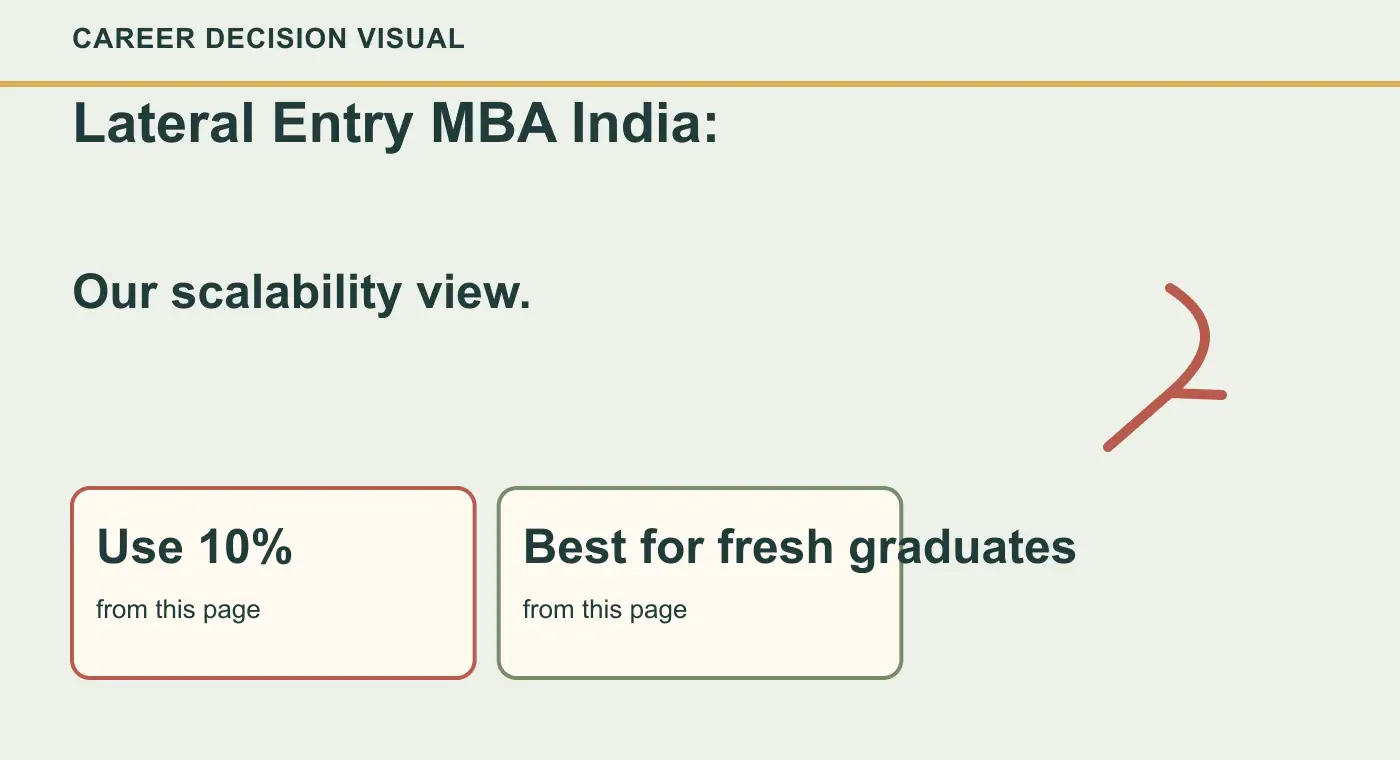 CAREER DECISION VISUAL
Lateral Entry MBA India:
Our scalability view.
Use 10%
from this page
Best for fresh graduates
from this page